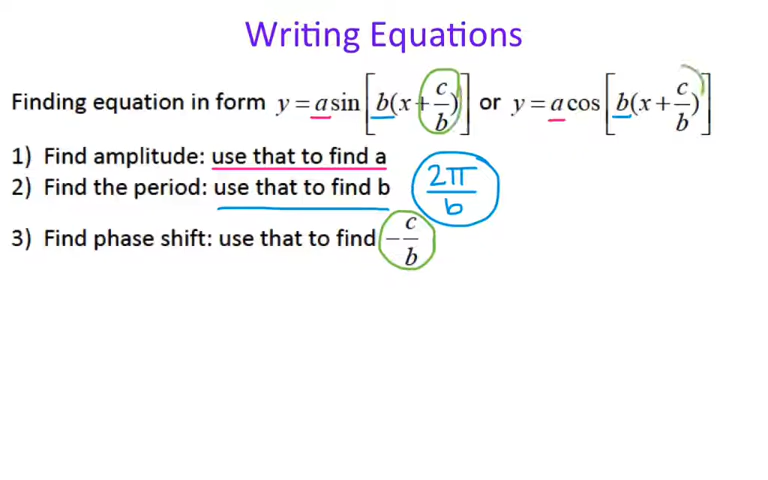 Writing Equations
Finding equation in form y = a sin[b(x + c/b)] or y = a cos[b(x + c/b)]
1) Find amplitude: use that to find a
2) Find the period: use that to find b 2π/b
3) Find phase shift: use that to find −c/b